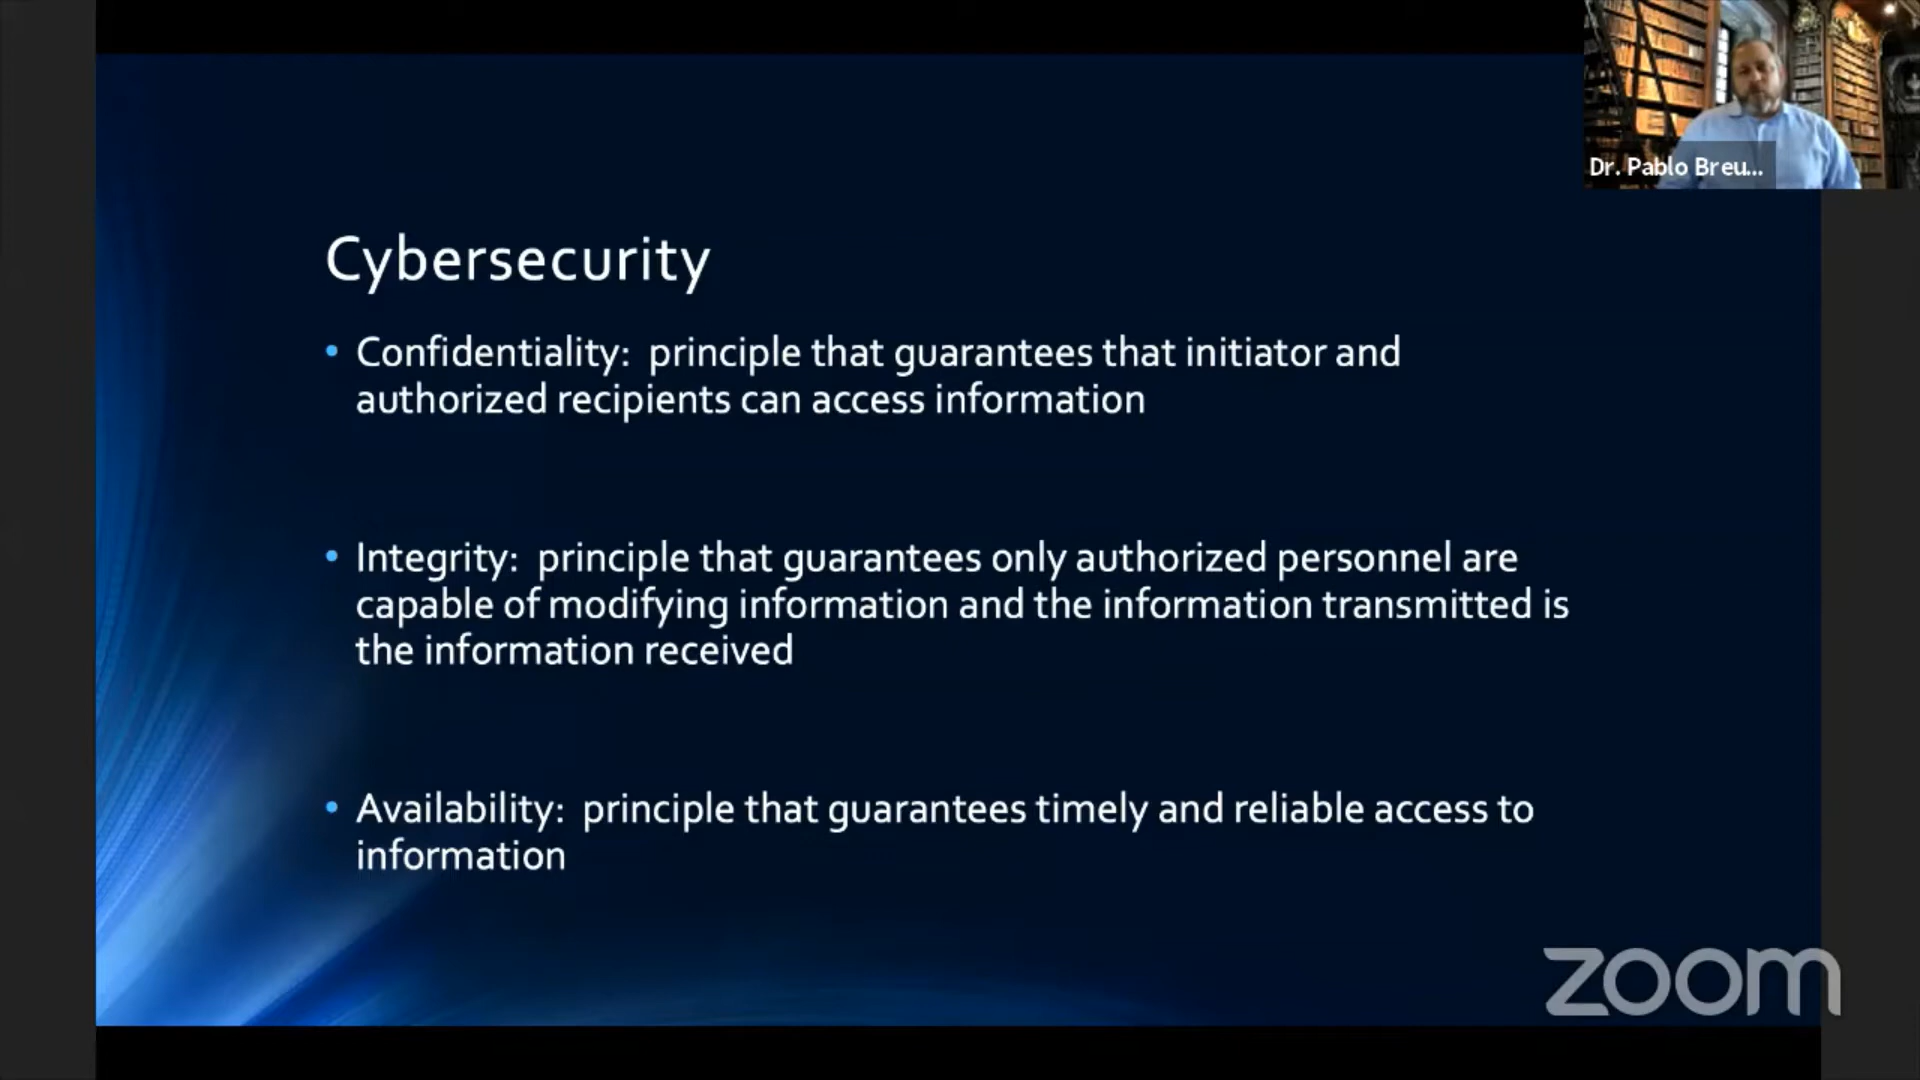 Dr. Pablo Breu...
Cybersecurity
• Confidentiality: principle that guarantees that initiator and
authorized recipients can access information
• Integrity: principle that guarantees only authorized personnel are
capable of modifying information and the information transmitted is
the information received
• Availability: principle that guarantees timely and reliable access to
information
zoom